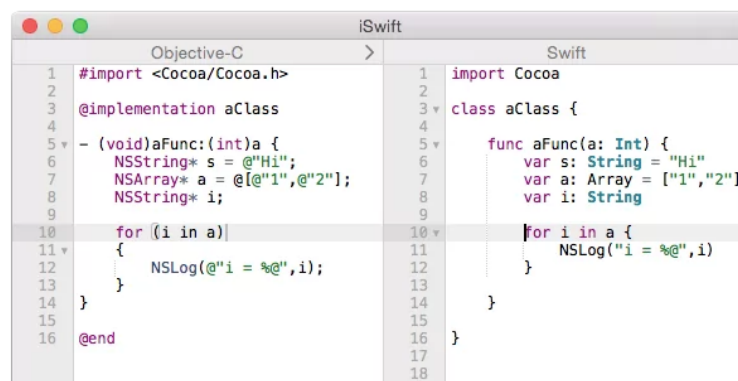 iSwift
Objective-C
1 #import <Cocoa/Cocoa.h>
2
3 @implementation aClass
4
5 - (void)aFunc:(int)a {
6 NSString* s = @"Hi";
7 NSArray* a = @[@"1",@"2"];
8 NSString* i;
9
10 for (i in a)
11 {
12 NSLog(@"i = %@",i);
13 }
14 }
15
16 @end
Swift
1 import Cocoa
2
3 class aClass {
4
5 func aFunc(a: Int) {
6 var s: String = "Hi"
7 var a: Array = ["1","2"]
8 var i: String
9
10 for i in a {
11 NSLog("i = %@",i)
12 }
13
14 }
15
16 }
17
18